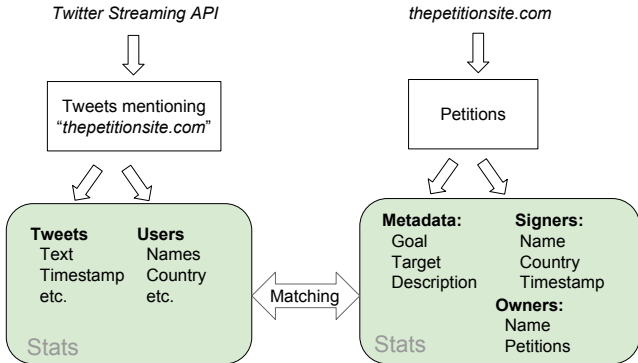 Twitter Streaming API
thepetitionsite.com
Tweets mentioning
“thepetitionsite.com”
Petitions
Tweets
Text
Timestamp
etc.
Users
Names
Country
etc.
Stats
Matching
Metadata:
Goal
Target
Description
Signers:
Name
Country
Timestamp
Owners:
Name
Petitions
Stats